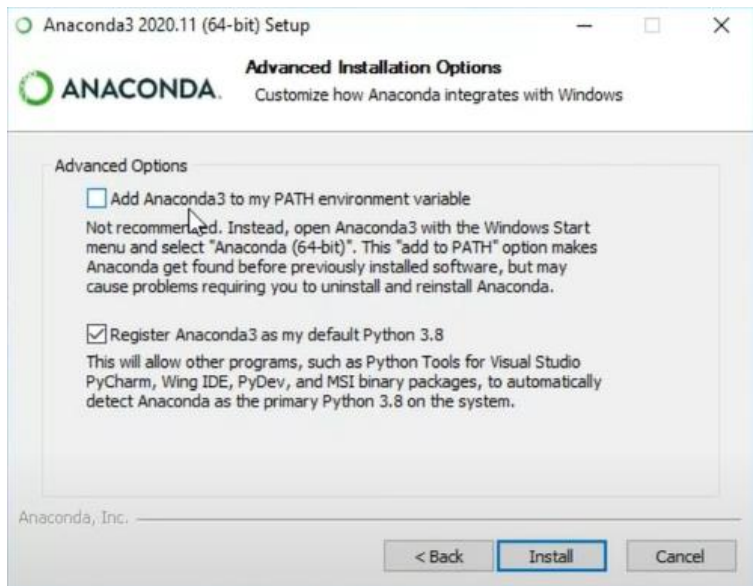 Anaconda3 2020.11 (64-bit) Setup
ANACONDA.
Advanced Installation Options
Customize how Anaconda integrates with Windows
Advanced Options
Add Anaconda3 to my PATH environment variable
Not recommended. Instead, open Anaconda3 with the Windows Start
menu and select "Anaconda (64-bit)". This "add to PATH" option makes
Anaconda get found before previously installed software, but may
cause problems requiring you to uninstall and reinstall Anaconda.
Register Anaconda3 as my default Python 3.8
This will allow other programs, such as Python Tools for Visual Studio
PyCharm, Wing IDE, PyDev, and MSI binary packages, to automatically
detect Anaconda as the primary Python 3.8 on the system.
Anaconda, Inc.
< Back Install Cancel